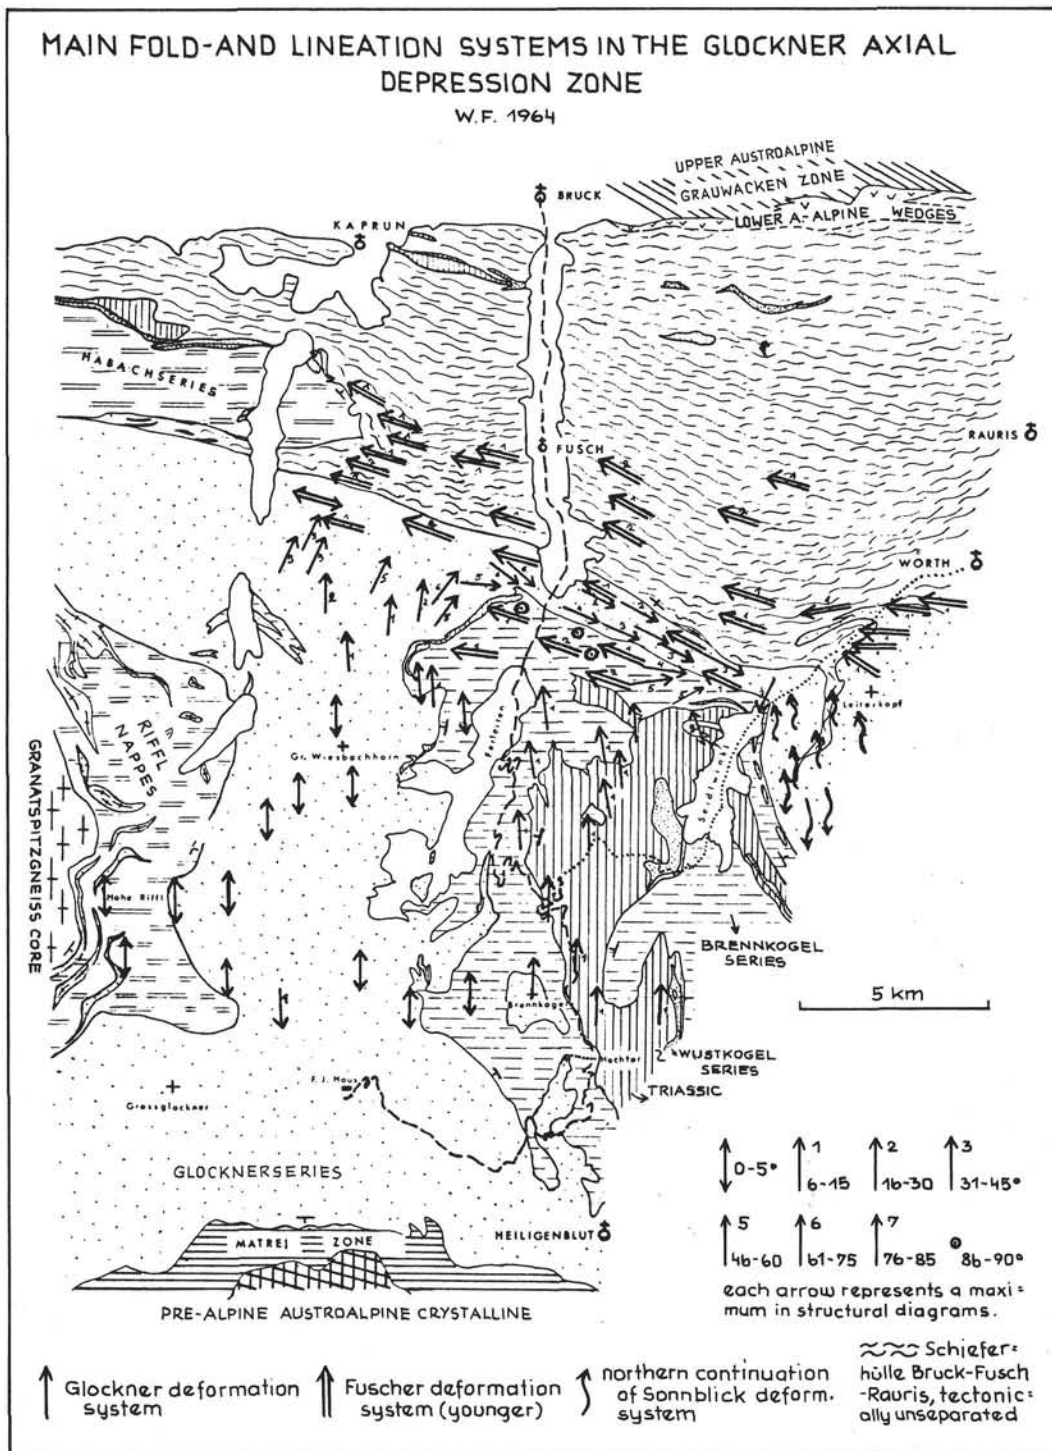 MAIN FOLD-AND LINEATION SYSTEMS IN THE GLOCKNER AXIAL
DEPRESSION ZONE
W.F. 1964
UPPER AUSTROALPINE
GRAUWACKEN ZONE
LOWER A.-ALPINE WEDGES
BRUCK
KAPRUN
HABACHSERIES
FUSCH
RAURIS
WÖRTH
Leiterkopf
Ferleiten
Seidlw
Gr. Wiesbachhorn
RIFFL
NAPPES
GRANATSPITZGNEISS CORE
Hohe Riffl
BRENNKOGEL
SERIES
5 km
Brennkogel
Hochtor
WUSTKOGEL
SERIES
TRIASSIC
F. J. Haus
Grossglockner
GLOCKNERSERIES
HEILIGENBLUT
MATREI ZONE
PRE-ALPINE AUSTROALPINE CRYSTALLINE
0-5°
1
6-15
2
16-30
3
31-45°
5
46-60
6
61-75
7
76-85
86-90°
each arrow represents a maxi=
mum in structural diagrams.
Glockner deformation
system
Fuscher deformation
system (younger)
northern continuation
of Sonnblick deform.
system
Schiefer=
hülle Bruck-Fusch
-Rauris, tectonic=
ally unseparated